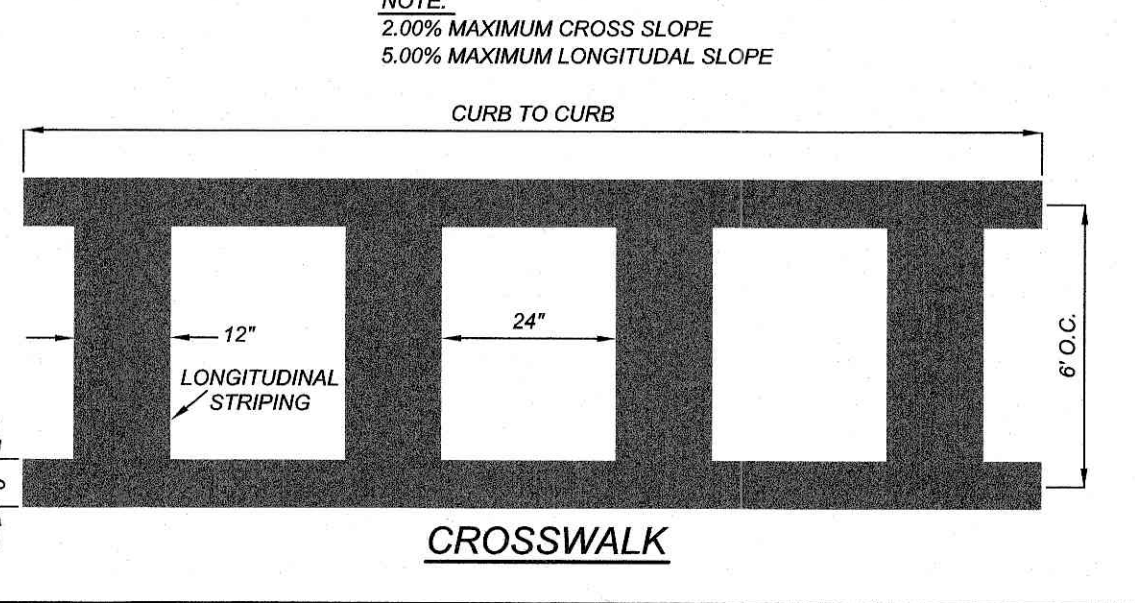 NOTE:
2.00% MAXIMUM CROSS SLOPE
5.00% MAXIMUM LONGITUDAL SLOPE
CURB TO CURB
12"
24"
LONGITUDINAL
STRIPING
6' O.C.
CROSSWALK